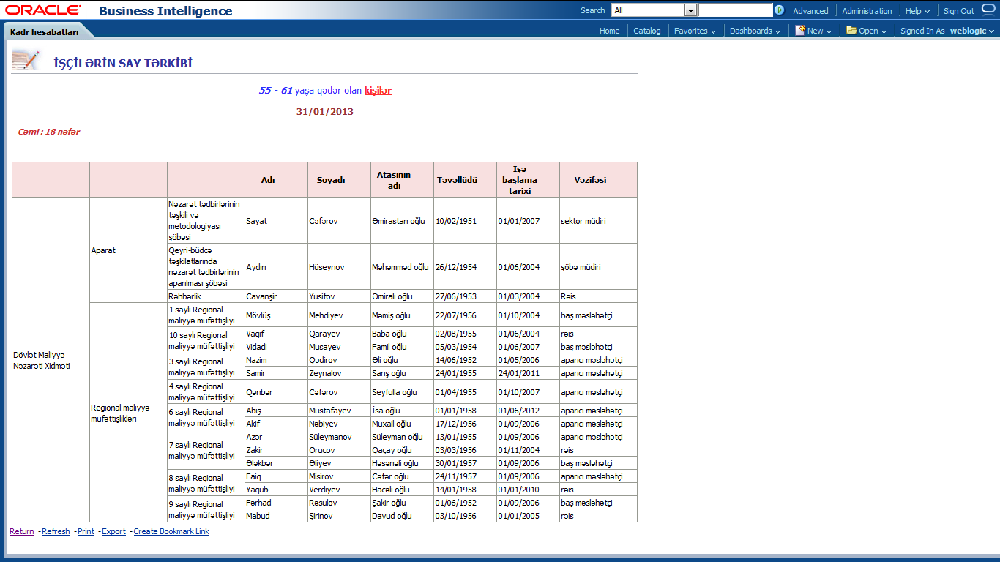 ORACLE Business Intelligence
Search All Advanced Administration Help Sign Out
Kadr hesabatları Home Catalog Favorites Dashboards New Open Signed In As weblogic
İŞÇİLƏRİN SAY TƏRKİBİ
55 - 61 yaşa qədər olan kişilər
31/01/2013
Cəmi : 18 nəfər
Adı Soyadı Atasının adı Təvəllüdü İşə başlama tarixi Vəzifəsi
Dövlət Maliyyə Nəzarəti Xidməti
Aparat
Nəzarət tədbirlərinin təşkili və metodologiyası şöbəsi Sayat Cəfərov Əmirastan oğlu 10/02/1951 01/01/2007 sektor müdiri
Qeyri-büdcə təşkilatlarında nəzarət tədbirlərinin aparılması şöbəsi Aydın Hüseynov Məhəmməd oğlu 26/12/1954 01/06/2004 şöbə müdiri
Rəhbərlik Cavanşir Yusifov Əmiralı oğlu 27/06/1953 01/03/2004 Rəis
Regional maliyyə müfəttişlikləri
1 saylı Regional maliyyə müfəttişliyi Mövlüş Mehdiyev Məmiş oğlu 22/07/1956 01/10/2004 baş məsləhətçi
10 saylı Regional maliyyə müfəttişliyi Vaqif Qarayev Baba oğlu 02/08/1955 01/06/2004 rəis
Vidadi Musayev Famil oğlu 05/03/1954 01/06/2007 baş məsləhətçi
3 saylı Regional maliyyə müfəttişliyi Nazim Qədirov Əli oğlu 14/06/1952 01/05/2006 aparıcı məsləhətçi
Samir Zeynalov Sarış oğlu 24/01/1955 24/01/2011 aparıcı məsləhətçi
4 saylı Regional maliyyə müfəttişliyi Qənbər Cəfərov Seyfulla oğlu 01/04/1955 01/10/2007 aparıcı məsləhətçi
6 saylı Regional maliyyə müfəttişliyi Abış Mustafayev İsa oğlu 01/01/1958 01/06/2012 aparıcı məsləhətçi
Akif Nəbiyev Muxail oğlu 17/12/1956 01/09/2006 aparıcı məsləhətçi
7 saylı Regional maliyyə müfəttişliyi Azər Süleymanov Süleyman oğlu 13/01/1955 01/09/2006 aparıcı məsləhətçi
Zakir Orucov Qaçay oğlu 03/03/1956 01/11/2004 rəis
Ələkbər Əliyev Həsənəli oğlu 30/01/1957 01/09/2006 baş məsləhətçi
8 saylı Regional maliyyə müfəttişliyi Faiq Misirov Cəfər oğlu 24/11/1957 01/09/2006 aparıcı məsləhətçi
Yaqub Verdiyev Hacəli oğlu 14/01/1958 01/01/2010 rəis
9 saylı Regional maliyyə müfəttişliyi Fərhad Rəsulov Şakir oğlu 01/06/1952 01/09/2006 baş məsləhətçi
Mabud Şirinov Davud oğlu 03/10/1956 01/01/2005 rəis
Return - Refresh - Print - Export - Create Bookmark Link